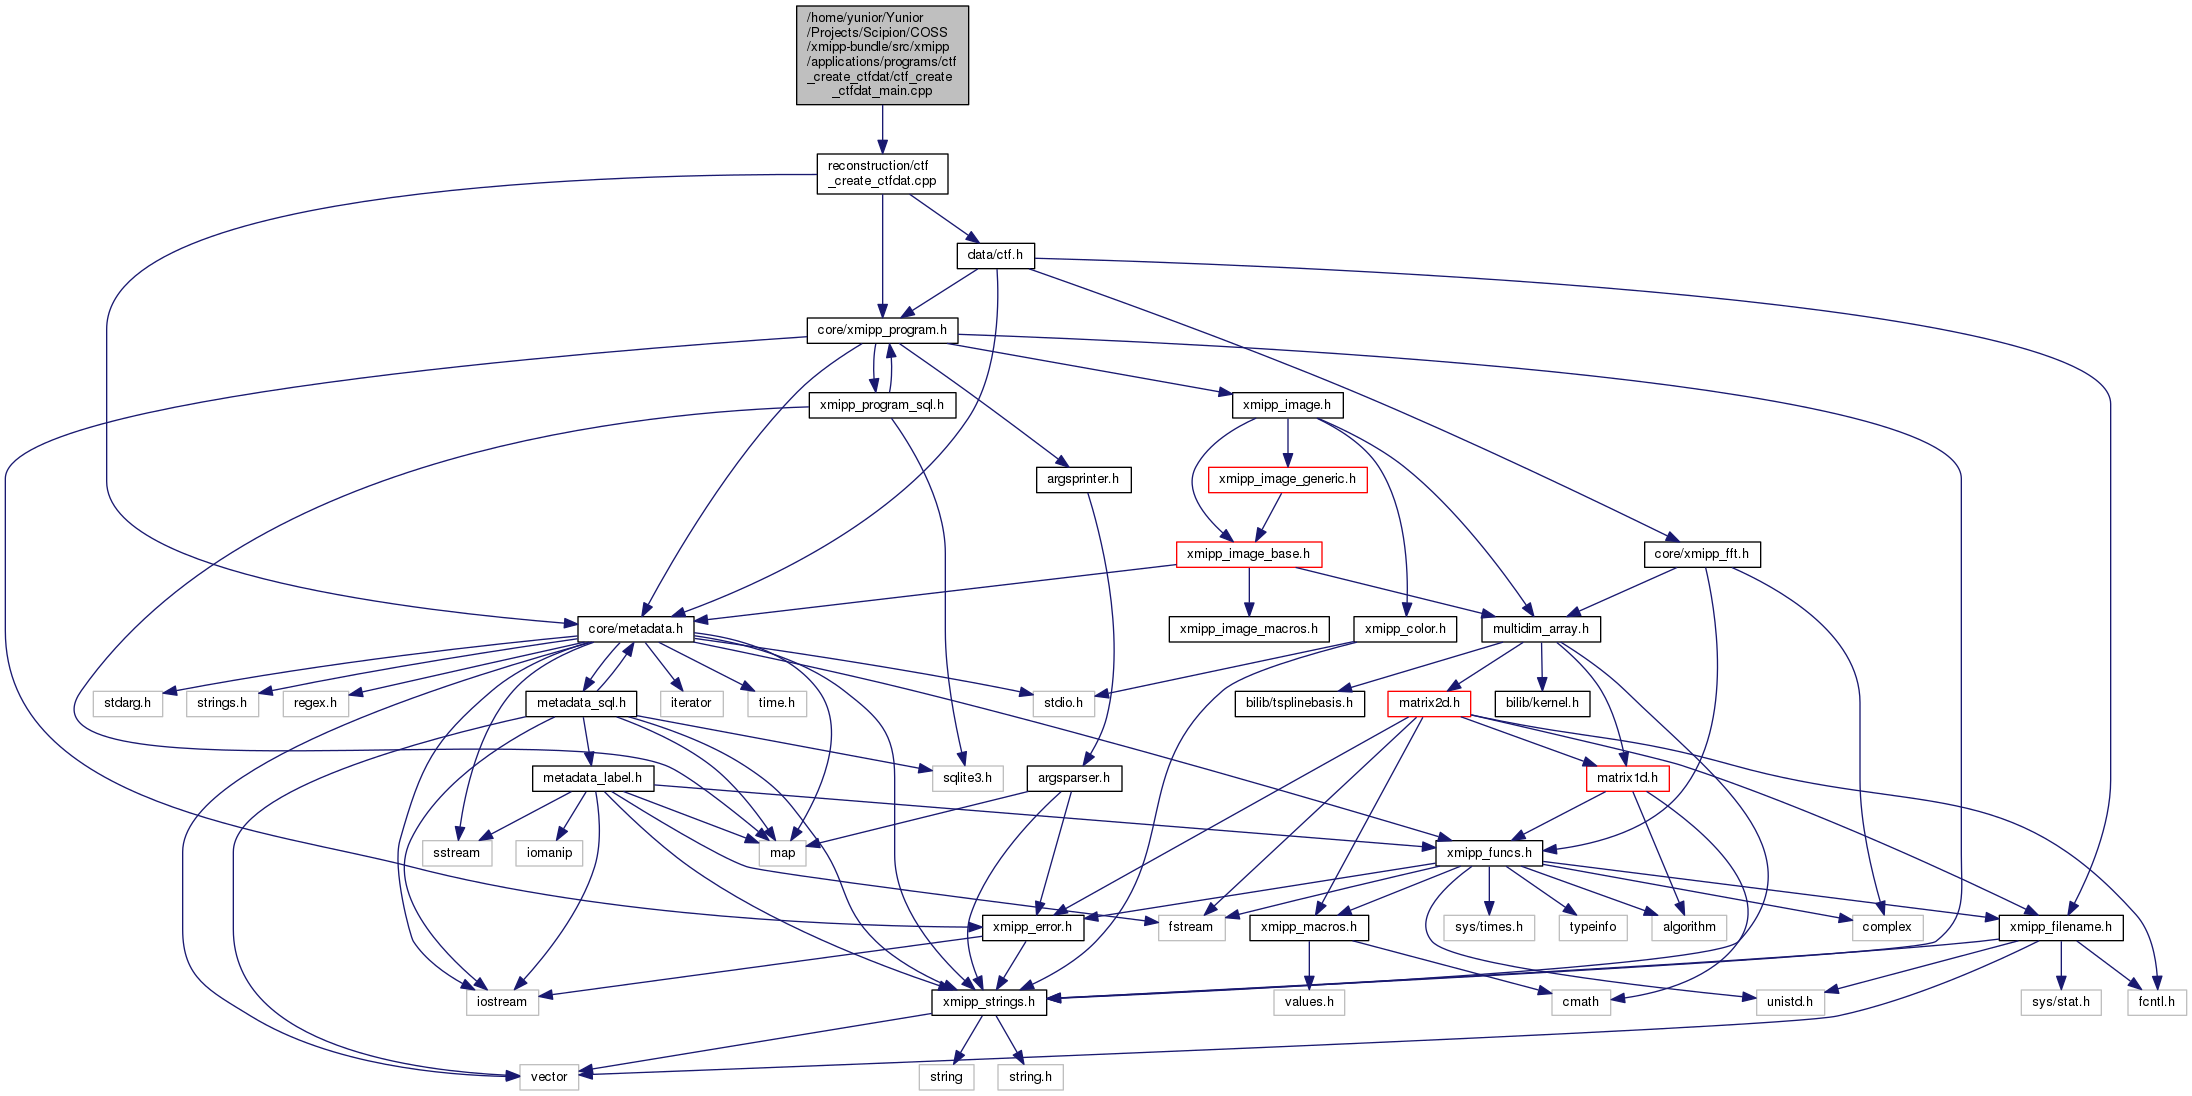 /home/yunior/Yunior
/Projects/Scipion/COSS
/xmipp-bundle/src/xmipp
/applications/programs/ctf
_create_ctfdat/ctf_create
_ctfdat_main.cpp
reconstruction/ctf
_create_ctfdat.cpp
data/ctf.h
core/xmipp_program.h
xmipp_program_sql.h
xmipp_image.h
argsprinter.h
xmipp_image_generic.h
xmipp_image_base.h
core/xmipp_fft.h
core/metadata.h
xmipp_image_macros.h
xmipp_color.h
multidim_array.h
stdarg.h
strings.h
regex.h
metadata_sql.h
iterator
time.h
stdio.h
bilib/tsplinebasis.h
matrix2d.h
bilib/kernel.h
metadata_label.h
sqlite3.h
argsparser.h
matrix1d.h
sstream
iomanip
map
xmipp_funcs.h
xmipp_error.h
fstream
xmipp_macros.h
sys/times.h
typeinfo
algorithm
complex
xmipp_filename.h
iostream
xmipp_strings.h
values.h
cmath
unistd.h
sys/stat.h
fcntl.h
vector
string
string.h